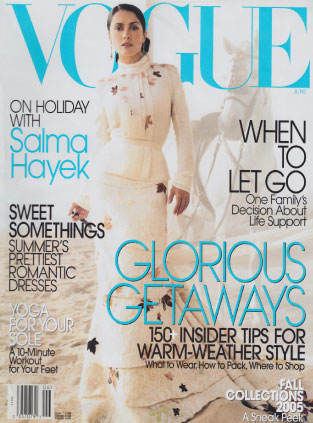 VOGUE
JUNE
ON HOLIDAY
WITH
Salma
Hayek
WHEN
TO
LET GO
One Family's
Decision About
Life Support
SWEET
SOMETHINGS
SUMMER'S
PRETTIEST
ROMANTIC
DRESSES
GLORIOUS
GETAWAYS
150 INSIDER TIPS FOR
WARM-WEATHER STYLE
What to Wear, How to Pack, Where to Shop
YOGA
FOR YOUR
SOLE
A 10-Minute
Workout
for Your Feet
FALL
COLLECTIONS
2005
A Sneak Peek